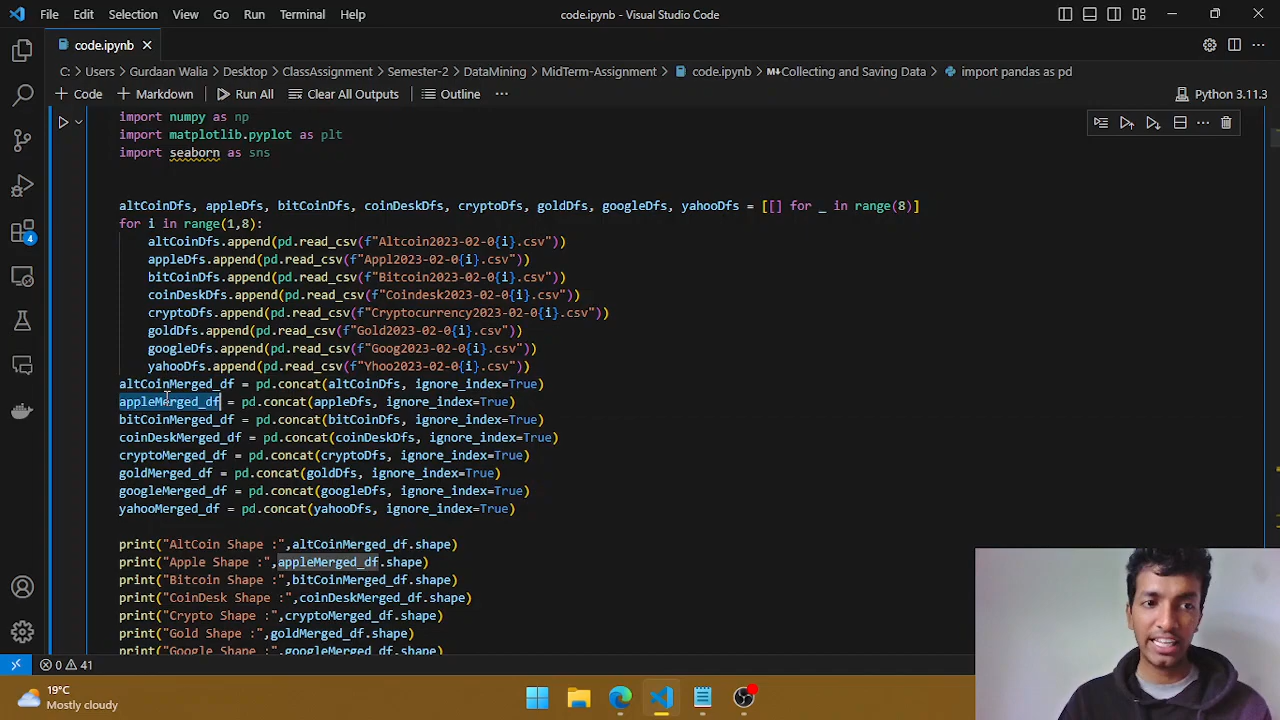 File Edit Selection View Go Run Terminal Help code.ipynb - Visual Studio Code
code.ipynb
C: > Users > Gurdaan Walia > Desktop > ClassAssignment > Semester-2 > DataMining > MidTerm-Assignment > code.ipynb > Collecting and Saving Data > import pandas as pd
+ Code + Markdown Run All Clear All Outputs Outline ... Python 3.11.3
import numpy as np
import matplotlib.pyplot as plt
import seaborn as sns
altCoinDfs, appleDfs, bitCoinDfs, coinDeskDfs, cryptoDfs, goldDfs, googleDfs, yahooDfs = [[] for _ in range(8)]
for i in range(1,8):
altCoinDfs.append(pd.read_csv(f"Altcoin2023-02-0{i}.csv"))
appleDfs.append(pd.read_csv(f"Appl2023-02-0{i}.csv"))
bitCoinDfs.append(pd.read_csv(f"Bitcoin2023-02-0{i}.csv"))
coinDeskDfs.append(pd.read_csv(f"Coindesk2023-02-0{i}.csv"))
cryptoDfs.append(pd.read_csv(f"Cryptocurrency2023-02-0{i}.csv"))
goldDfs.append(pd.read_csv(f"Gold2023-02-0{i}.csv"))
googleDfs.append(pd.read_csv(f"Goog2023-02-0{i}.csv"))
yahooDfs.append(pd.read_csv(f"Yhoo2023-02-0{i}.csv"))
altCoinMerged_df = pd.concat(altCoinDfs, ignore_index=True)
appleMerged_df = pd.concat(appleDfs, ignore_index=True)
bitCoinMerged_df = pd.concat(bitCoinDfs, ignore_index=True)
coinDeskMerged_df = pd.concat(coinDeskDfs, ignore_index=True)
cryptoMerged_df = pd.concat(cryptoDfs, ignore_index=True)
goldMerged_df = pd.concat(goldDfs, ignore_index=True)
googleMerged_df = pd.concat(googleDfs, ignore_index=True)
yahooMerged_df = pd.concat(yahooDfs, ignore_index=True)
print("AltCoin Shape :",altCoinMerged_df.shape)
print("Apple Shape :",appleMerged_df.shape)
print("Bitcoin Shape :",bitCoinMerged_df.shape)
print("CoinDesk Shape :",coinDeskMerged_df.shape)
print("Crypto Shape :",cryptoMerged_df.shape)
print("Gold Shape :",goldMerged_df.shape)
print("Google Shape :",googleMerged_df.shape)
4
0 41
19°C
Mostly cloudy